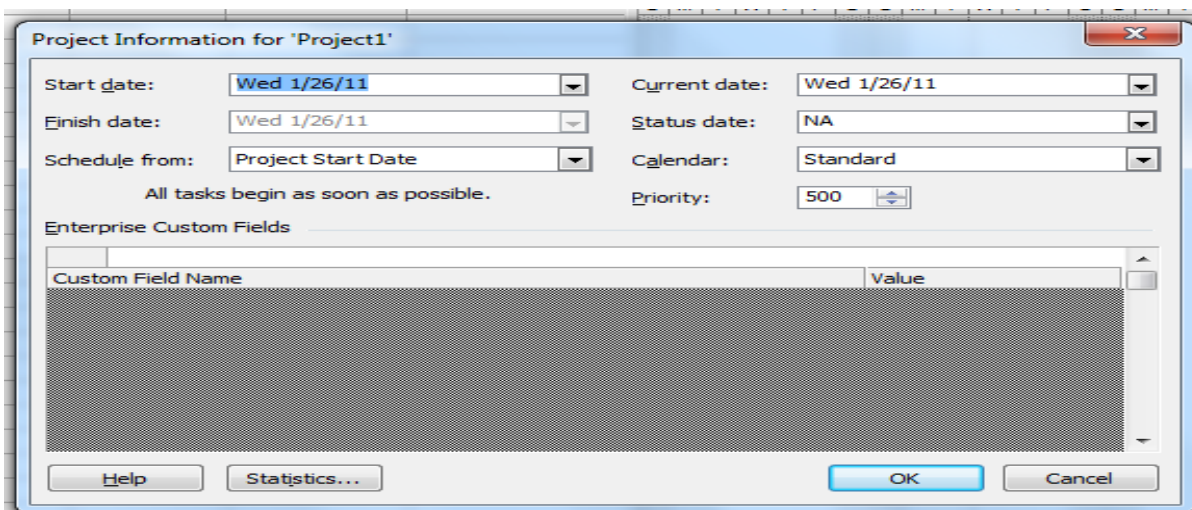 Project Information for 'Project1'
Start date: Wed 1/26/11 Current date: Wed 1/26/11
Finish date: Wed 1/26/11 Status date: NA
Schedule from: Project Start Date Calendar: Standard
All tasks begin as soon as possible. Priority: 500
Enterprise Custom Fields
Custom Field Name Value
Help Statistics... OK Cancel